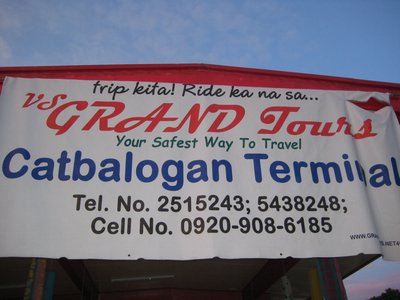 trip kita! Ride ka na sa...
VS GRAND Tours
Your Safest Way To Travel
Catbalogan Terminal
Tel. No. 2515243; 5438248;
Cell No. 0920-908-6185